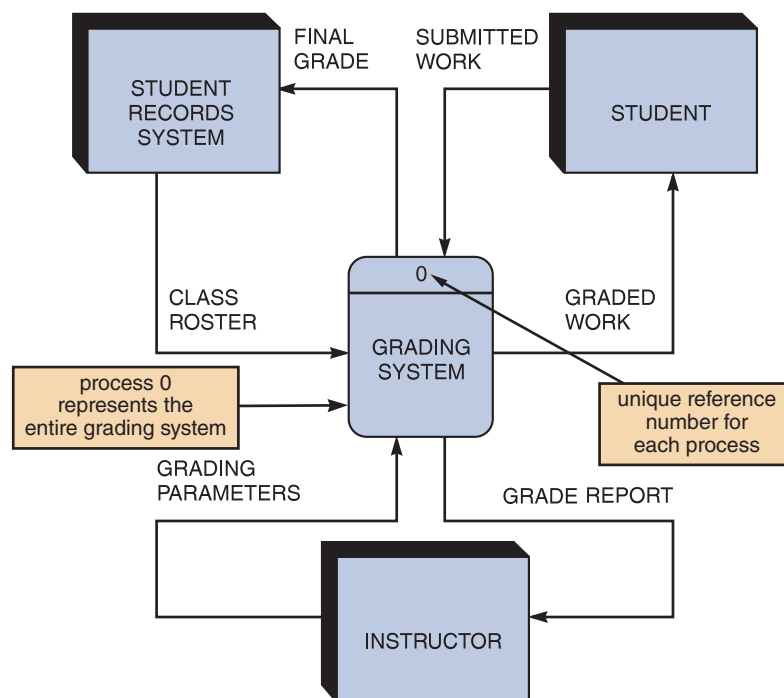 FINAL
GRADE
SUBMITTED
WORK
STUDENT
RECORDS
SYSTEM
STUDENT
0
CLASS
ROSTER
GRADED
WORK
GRADING
SYSTEM
process 0
represents the
entire grading system
unique reference
number for
each process
GRADING
PARAMETERS
GRADE REPORT
INSTRUCTOR